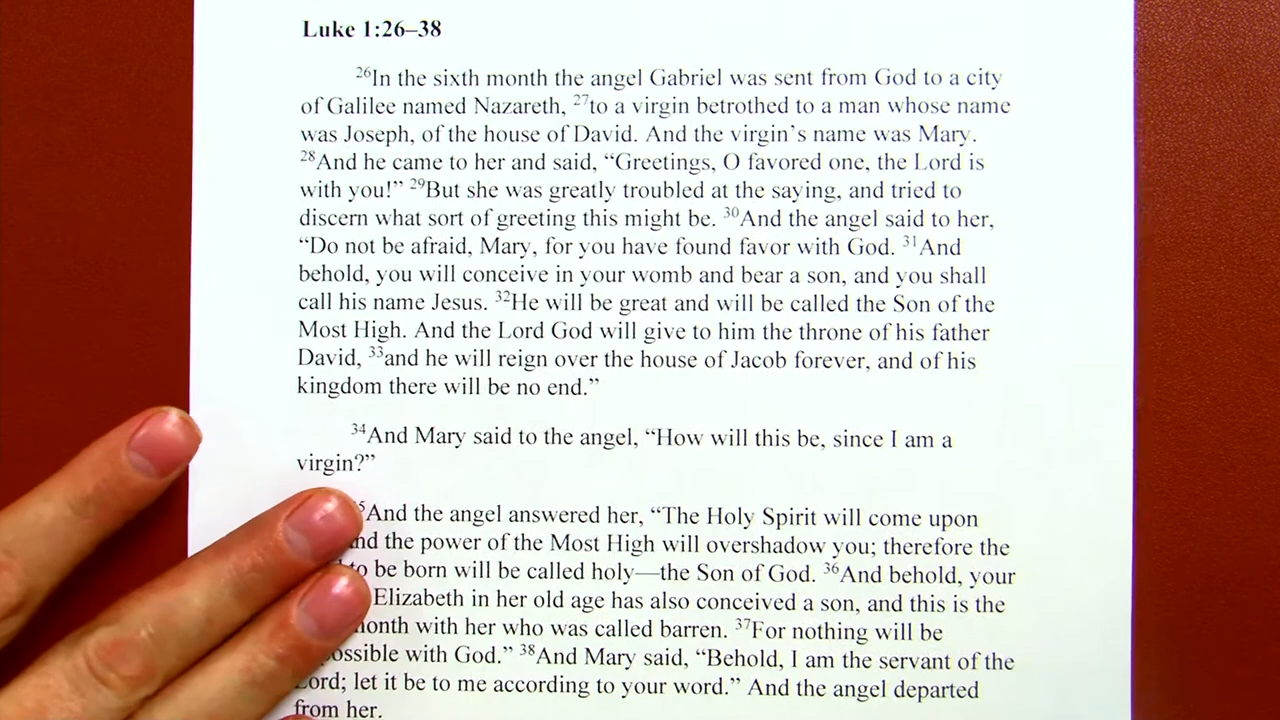 Luke 1:26–38
²⁶In the sixth month the angel Gabriel was sent from God to a city
of Galilee named Nazareth, ²⁷to a virgin betrothed to a man whose name
was Joseph, of the house of David. And the virgin’s name was Mary.
²⁸And he came to her and said, “Greetings, O favored one, the Lord is
with you!” ²⁹But she was greatly troubled at the saying, and tried to
discern what sort of greeting this might be. ³⁰And the angel said to her,
“Do not be afraid, Mary, for you have found favor with God. ³¹And
behold, you will conceive in your womb and bear a son, and you shall
call his name Jesus. ³²He will be great and will be called the Son of the
Most High. And the Lord God will give to him the throne of his father
David, ³³and he will reign over the house of Jacob forever, and of his
kingdom there will be no end.”
³⁴And Mary said to the angel, “How will this be, since I am a
virgin?”
⁵And the angel answered her, “The Holy Spirit will come upon
the power of the Most High will overshadow you; therefore the
to be born will be called holy—the Son of God. ³⁶And behold, your
Elizabeth in her old age has also conceived a son, and this is the
with her who was called barren. ³⁷For nothing will be
with God.” ³⁸And Mary said, “Behold, I am the servant of the
Lord; let it be to me according to your word.” And the angel departed
from her.